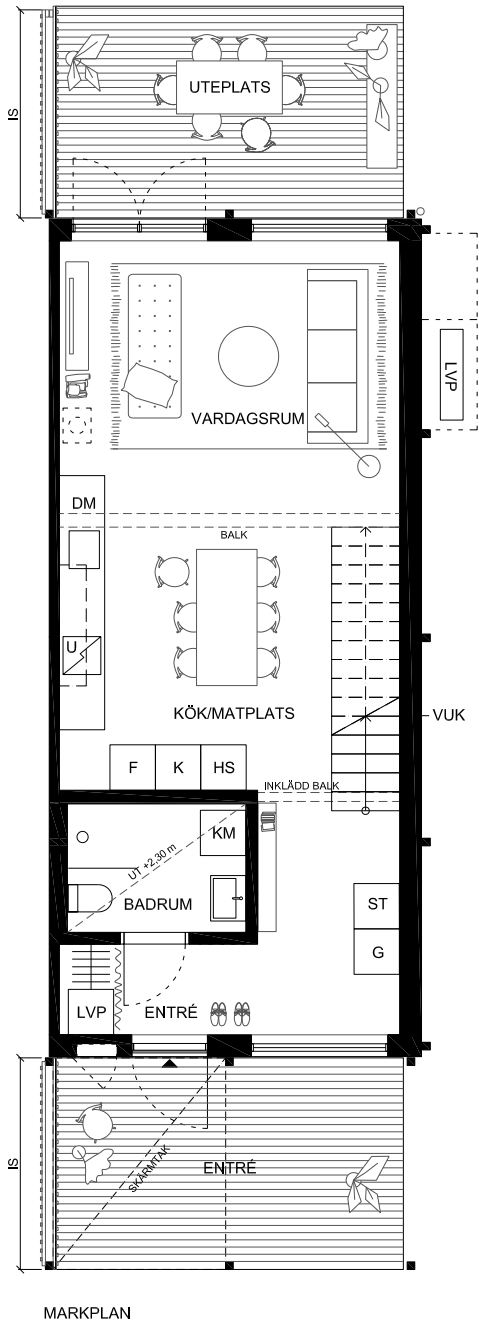 IS
UTEPLATS
LVP
VARDAGSRUM
DM
BALK
U
KÖK/MATPLATS
VUK
F
K
HS
INKLÄDD BALK
KM
UT +2,30 m
BADRUM
ST
G
LVP
ENTRÉ
IS
SKÄRMTAK
ENTRÉ
MARKPLAN